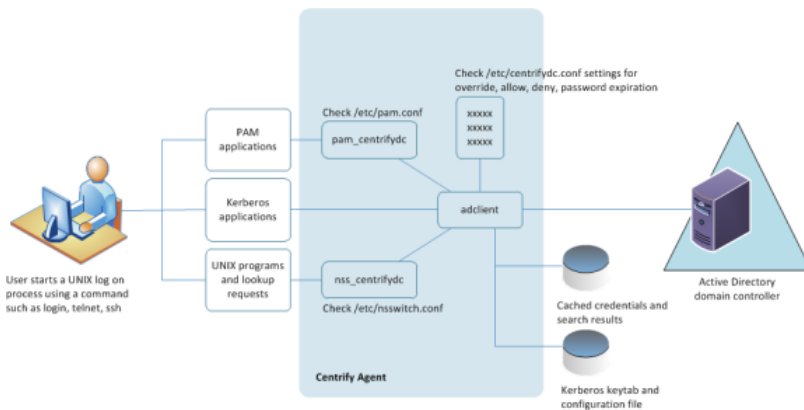 Check /etc/centrifydc.conf settings for
override, allow, deny, password expiration
Check /etc/pam.conf
xxxxx
xxxxx
xxxxx
PAM
applications
pam_centrifydc
Kerberos
applications
adclient
UNIX programs
and lookup
requests
nss_centrifydc
Check /etc/nsswitch.conf
User starts a UNIX log on
process using a command
such as login, telnet, ssh
Active Directory
domain controller
Cached credentials and
search results
Centrify Agent
Kerberos keytab and
configuration file